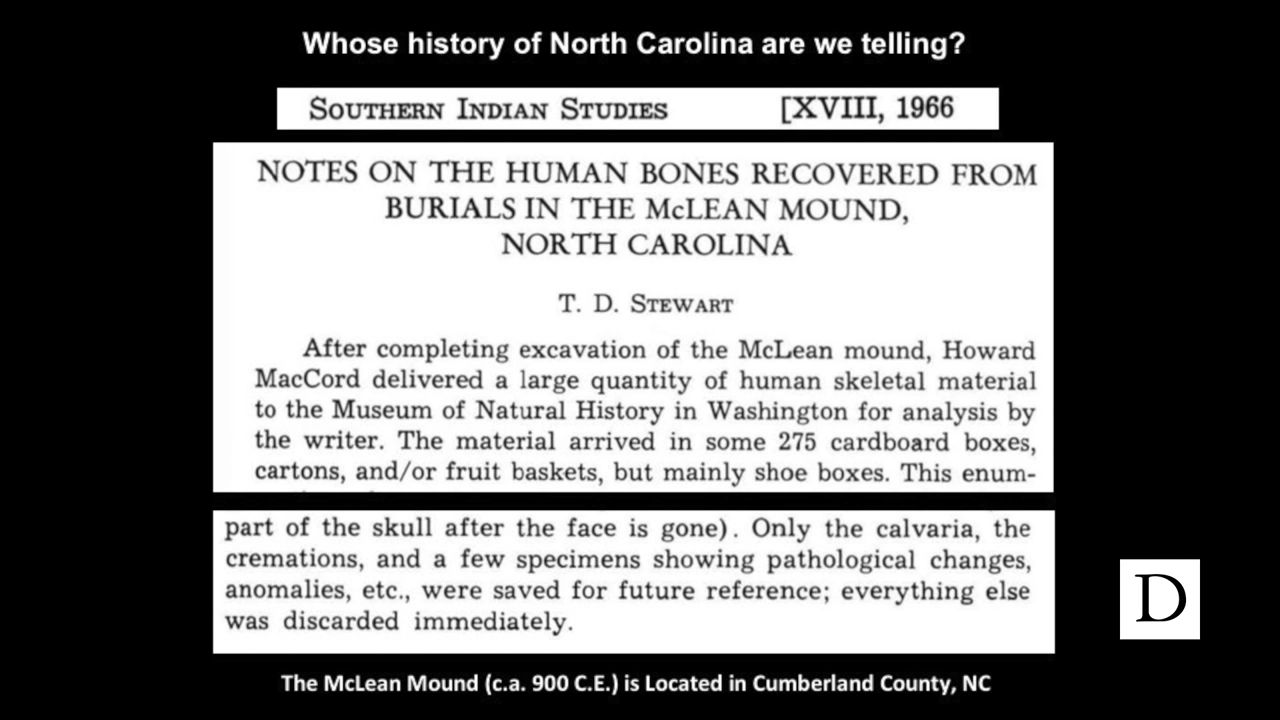 Whose history of North Carolina are we telling?
SOUTHERN INDIAN STUDIES [XVIII, 1966
NOTES ON THE HUMAN BONES RECOVERED FROM
BURIALS IN THE McLEAN MOUND,
NORTH CAROLINA
T. D. STEWART
After completing excavation of the McLean mound, Howard
MacCord delivered a large quantity of human skeletal material
to the Museum of Natural History in Washington for analysis by
the writer. The material arrived in some 275 cardboard boxes,
cartons, and/or fruit baskets, but mainly shoe boxes. This enum-
part of the skull after the face is gone). Only the calvaria, the
cremations, and a few specimens showing pathological changes,
anomalies, etc., were saved for future reference; everything else
was discarded immediately.
D
The McLean Mound (c.a. 900 C.E.) is Located in Cumberland County, NC